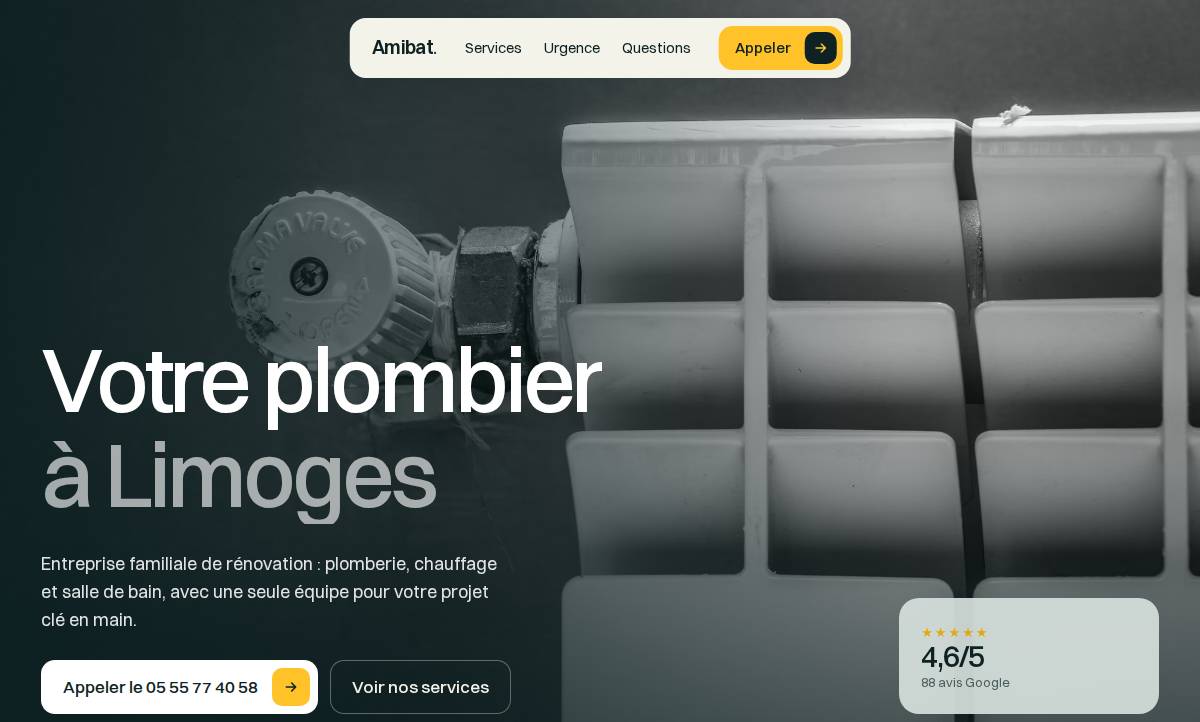 Amibat.
Services
Urgence
Questions
Appeler
Votre plombier
à Limoges
Entreprise familiale de rénovation : plomberie, chauffage
et salle de bain, avec une seule équipe pour votre projet
clé en main.
Appeler le 05 55 77 40 58
Voir nos services
★★★★★
4,6/5
88 avis Google